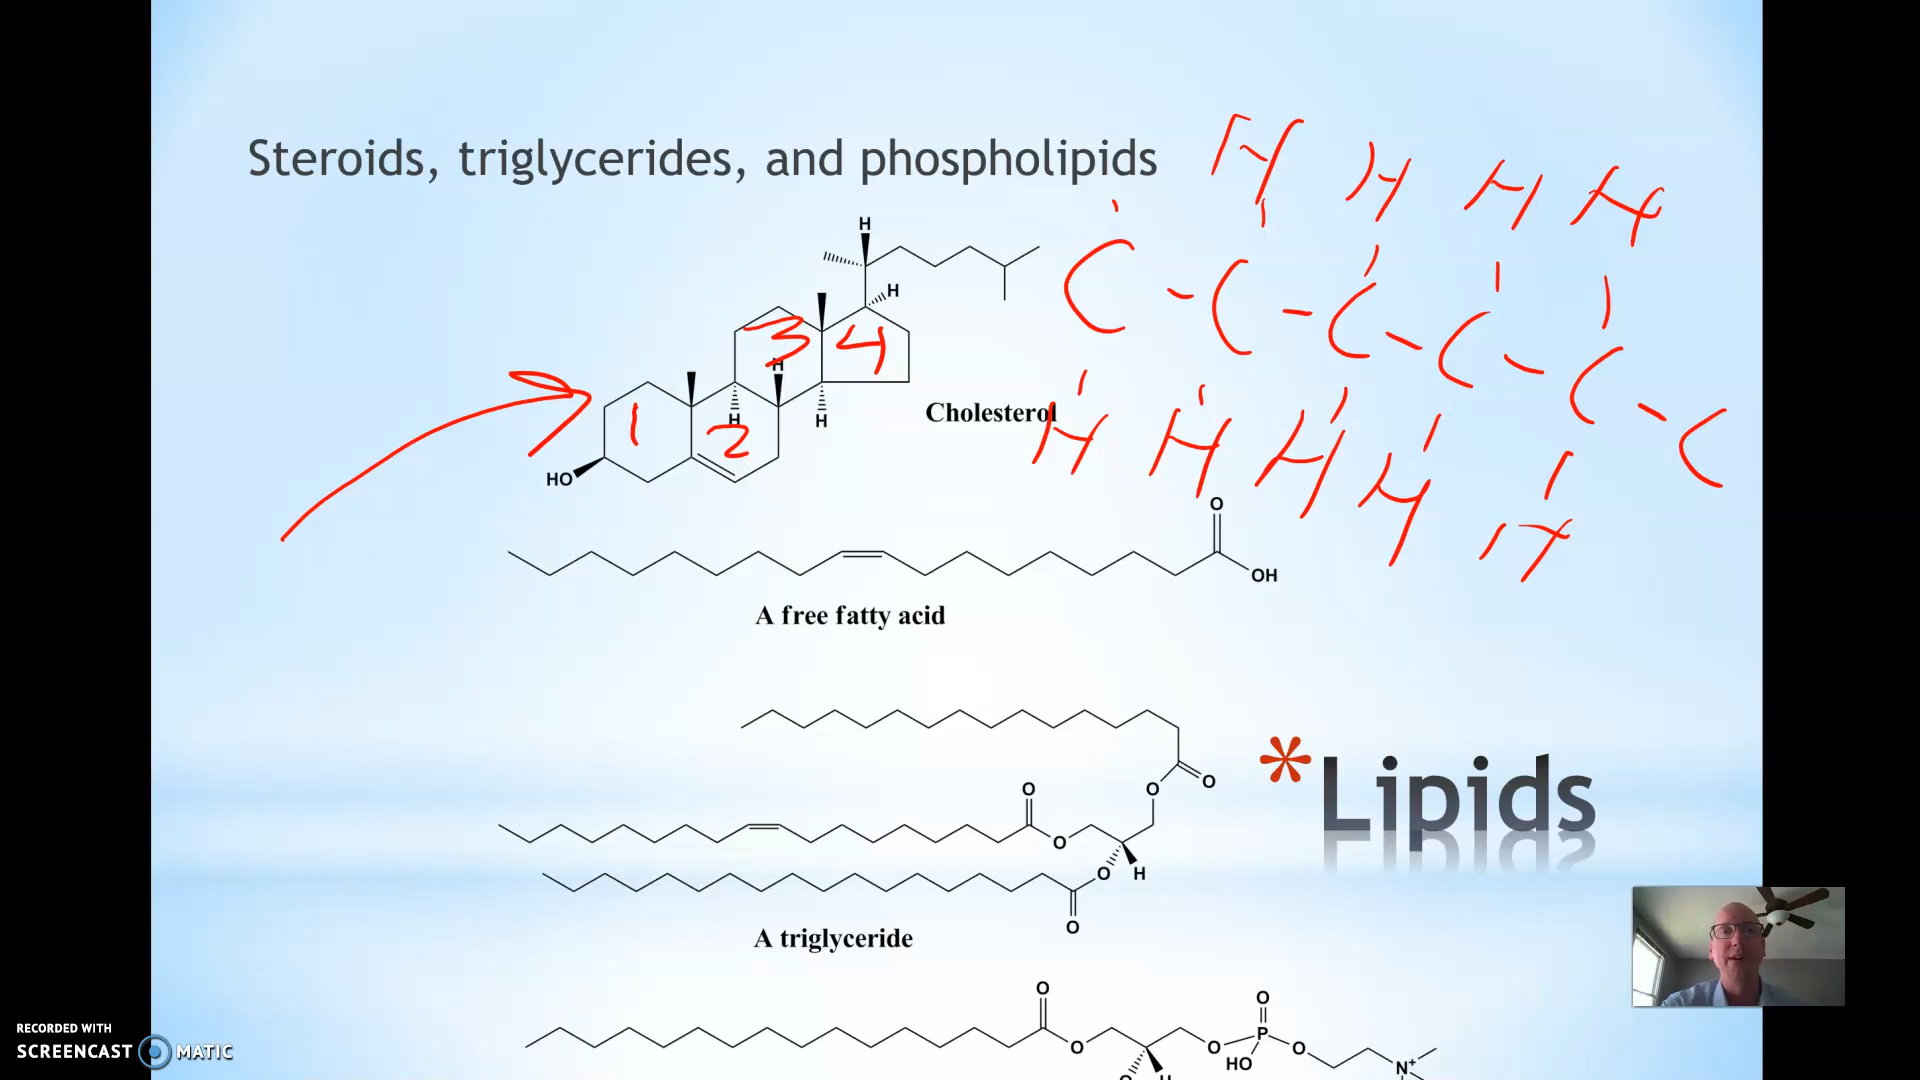 Steroids, triglycerides, and phospholipids
H H H H
C - C - C - C - C - C
H H H H H
H
H
3 4
H
1 2 H H
HO
Cholesterol
O
OH
A free fatty acid
O
O
O
O
O H
O
A triglyceride
* Lipids
O
O
O
O P O
HO
N+
RECORDED WITH
SCREENCAST MATIC